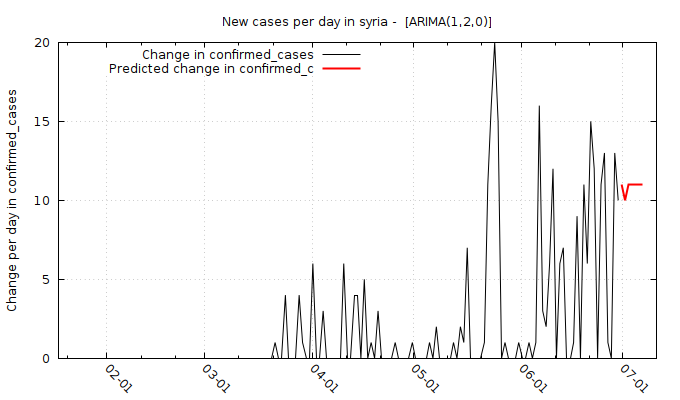 New cases per day in syria -  [ARIMA(1,2,0)]
Change in confirmed_cases
Predicted change in confirmed_c
Change per day in confirmed_cases
20
15
10
5
0
02-01
03-01
04-01
05-01
06-01
07-01